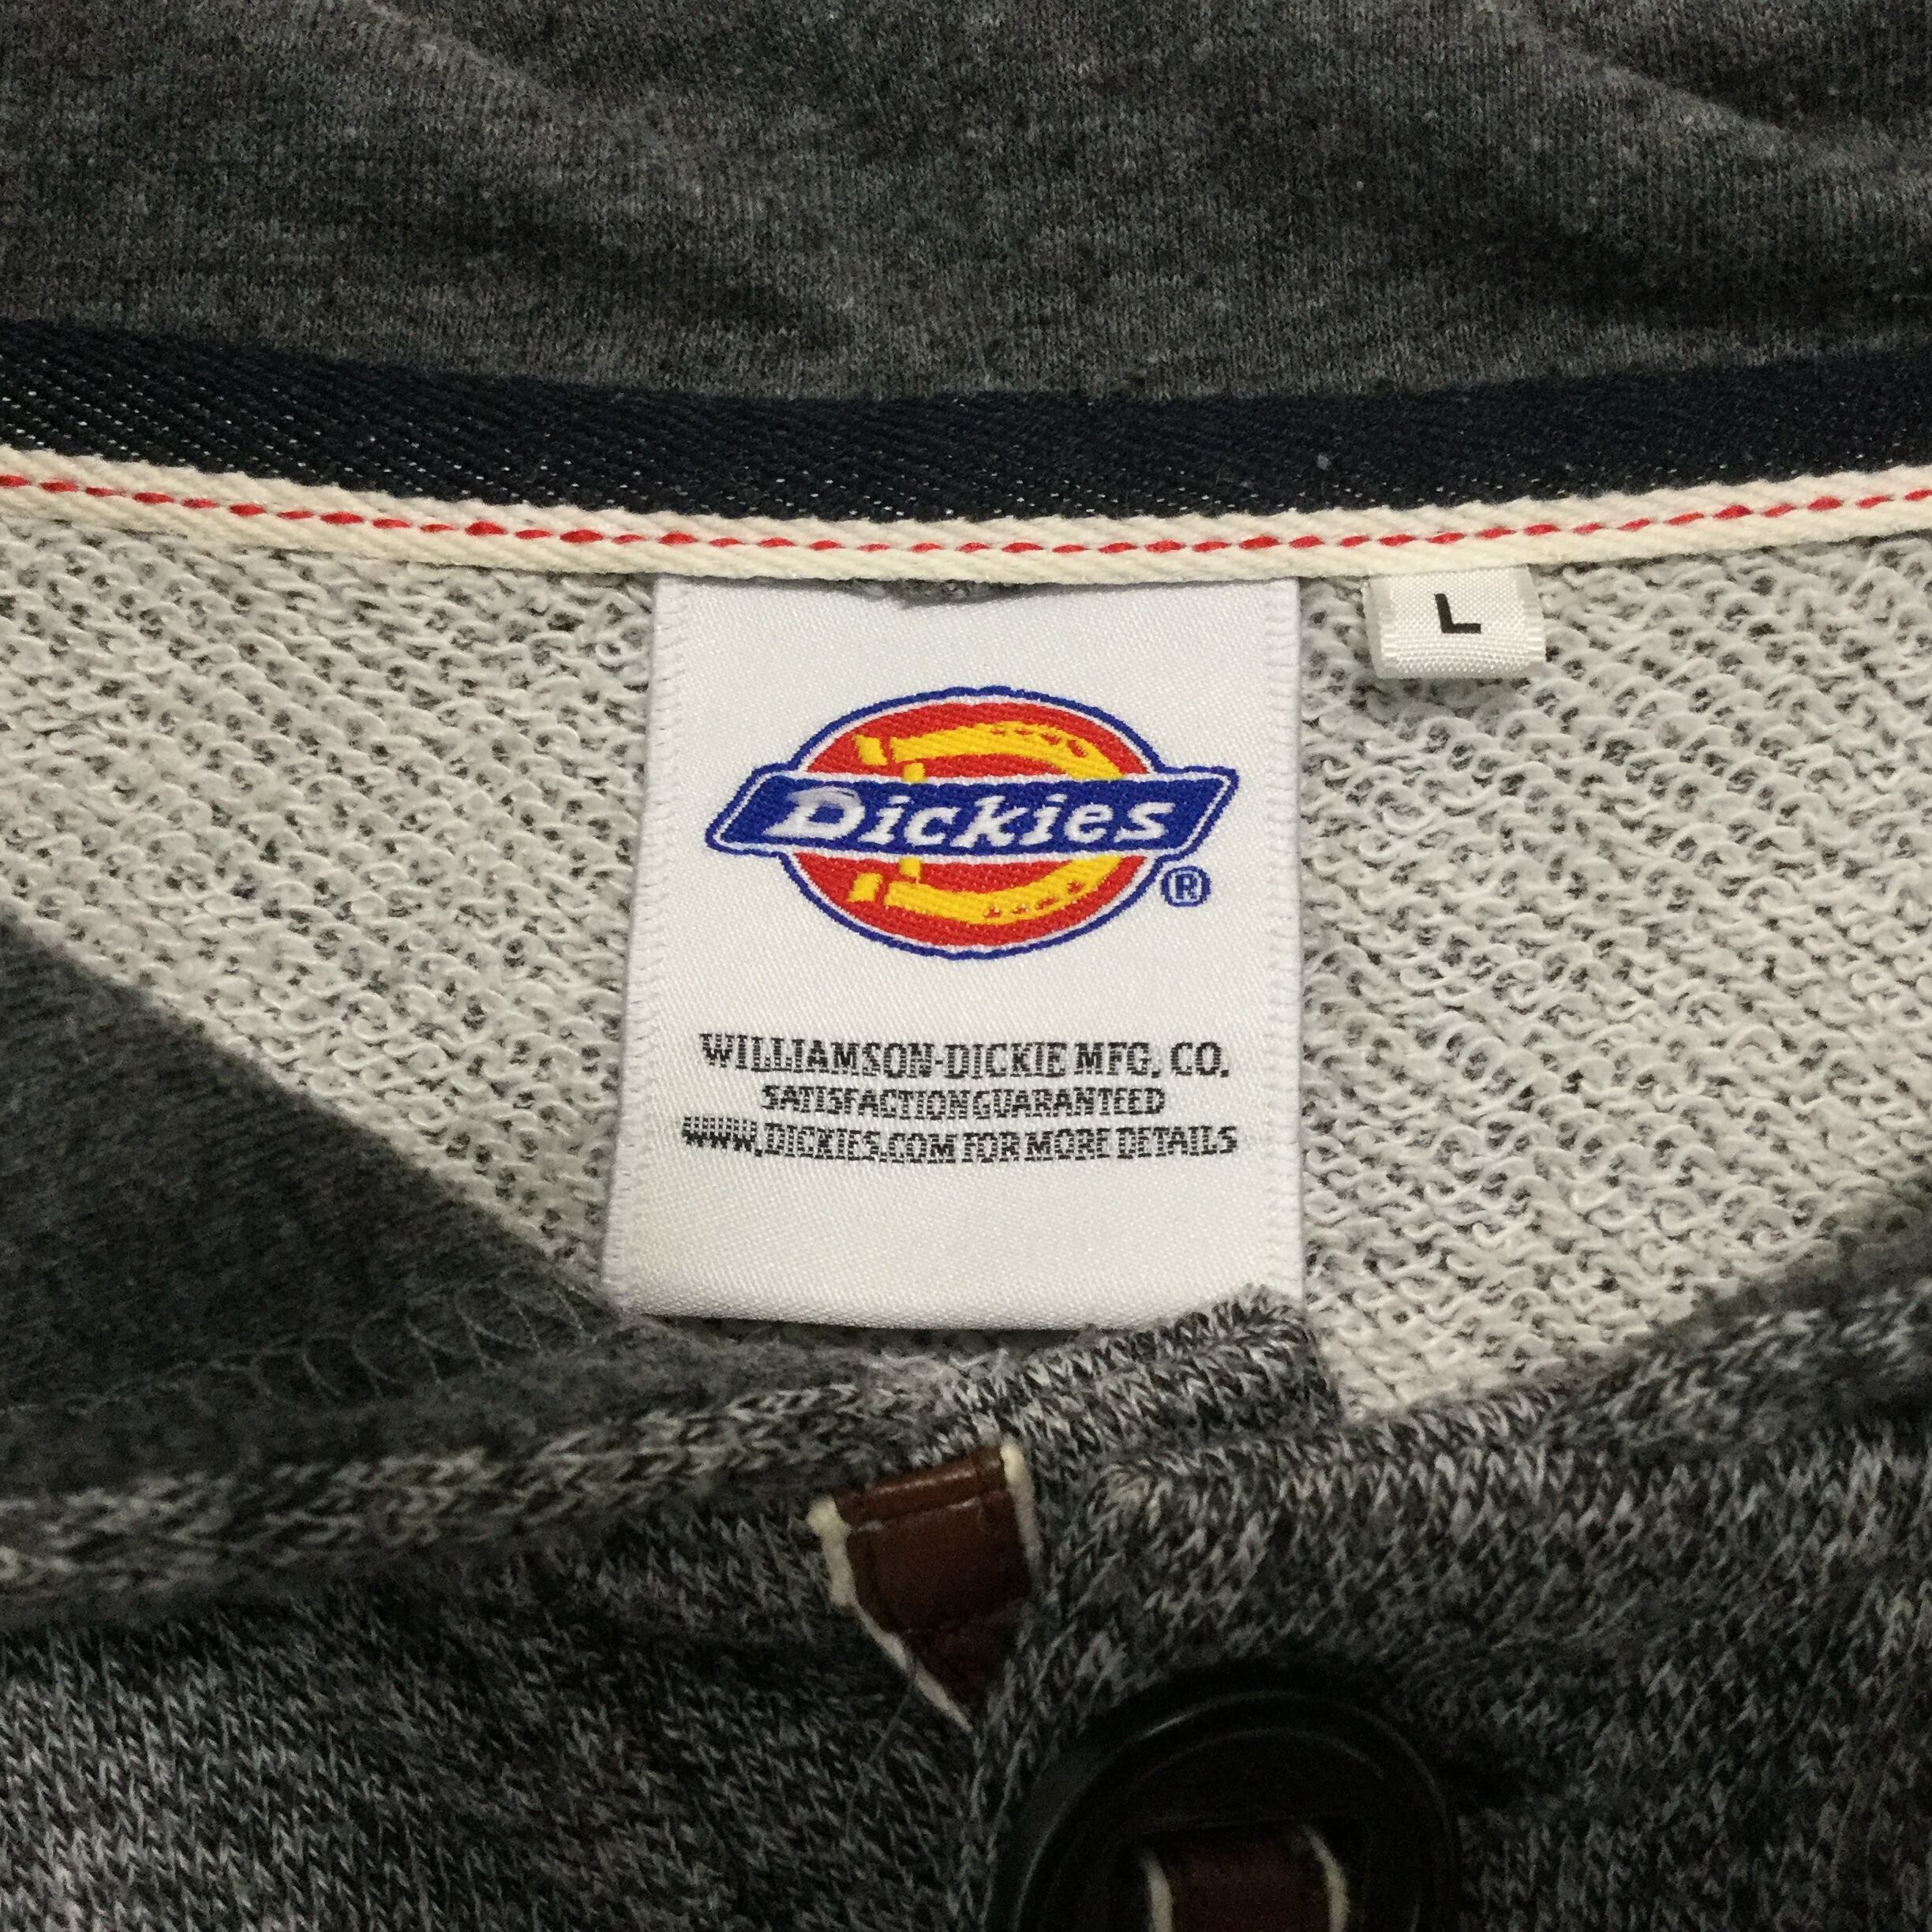 L
Dickies
®
WILLIAMSON-DICKIE MFG. CO.
SATISFACTION GUARANTEED
WWW.DICKIES.COM FOR MORE DETAILS